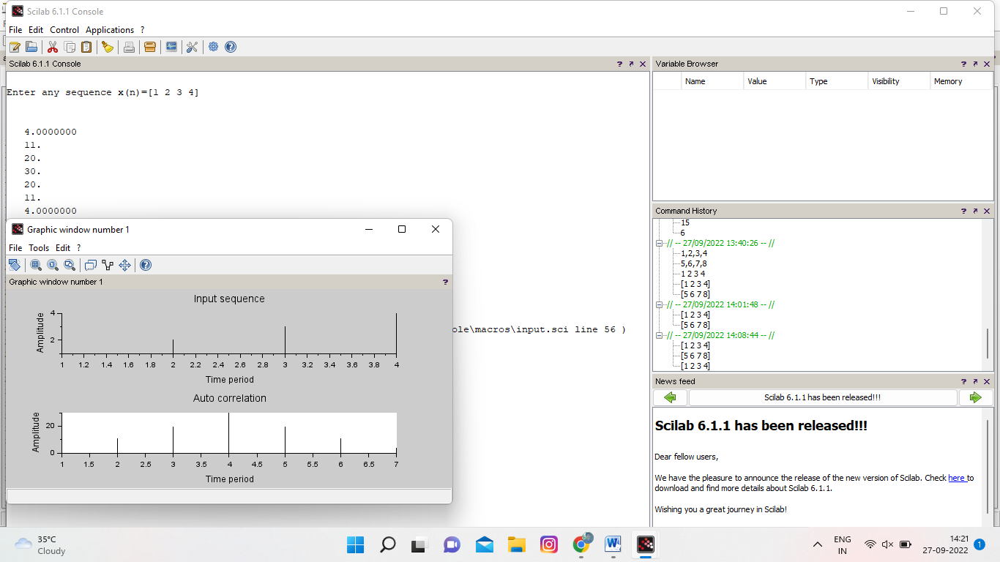 Scilab 6.1.1 Console
File Edit Control Applications ?
Scilab 6.1.1 Console
Enter any sequence x(n)=[1 2 3 4]
4.0000000
11.
20.
30.
20.
11.
4.0000000
ole\macros\input.sci line 56 )
Graphic window number 1
File Tools Edit ?
Graphic window number 1
Input sequence
Amplitude
4
2
1 1.2 1.4 1.6 1.8 2 2.2 2.4 2.6 2.8 3 3.2 3.4 3.6 3.8 4
Time period
Auto correlation
Amplitude
20
0
1 1.5 2 2.5 3 3.5 4 4.5 5 5.5 6 6.5 7
Time period
Variable Browser
Name Value Type Visibility Memory
Command History
15
6
// -- 27/09/2022 13:40:26 -- //
1,2,3,4
5,6,7,8
1 2 3 4
[1 2 3 4]
[5 6 7 8]
// -- 27/09/2022 14:01:48 -- //
[1 2 3 4]
[5 6 7 8]
// -- 27/09/2022 14:08:44 -- //
[1 2 3 4]
[5 6 7 8]
[1 2 3 4]
News feed
Scilab 6.1.1 has been released!!!
Scilab 6.1.1 has been released!!!
Dear fellow users,
We have the pleasure to announce the release of the new version of Scilab. Check here to
download and find more details about Scilab 6.1.1.
Wishing you a great journey in Scilab!
35°C
Cloudy
ENG
IN
14:21
27-09-2022
1